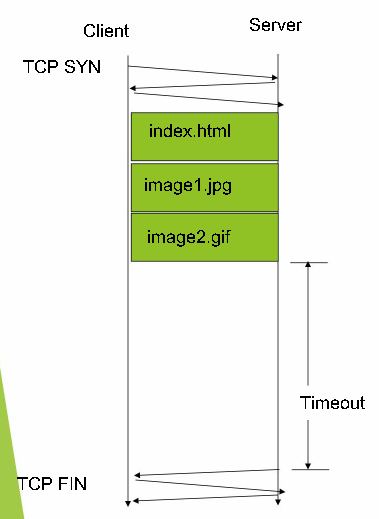 Client
Server
TCP SYN
index.html
image1.jpg
image2.gif
Timeout
TCP FIN